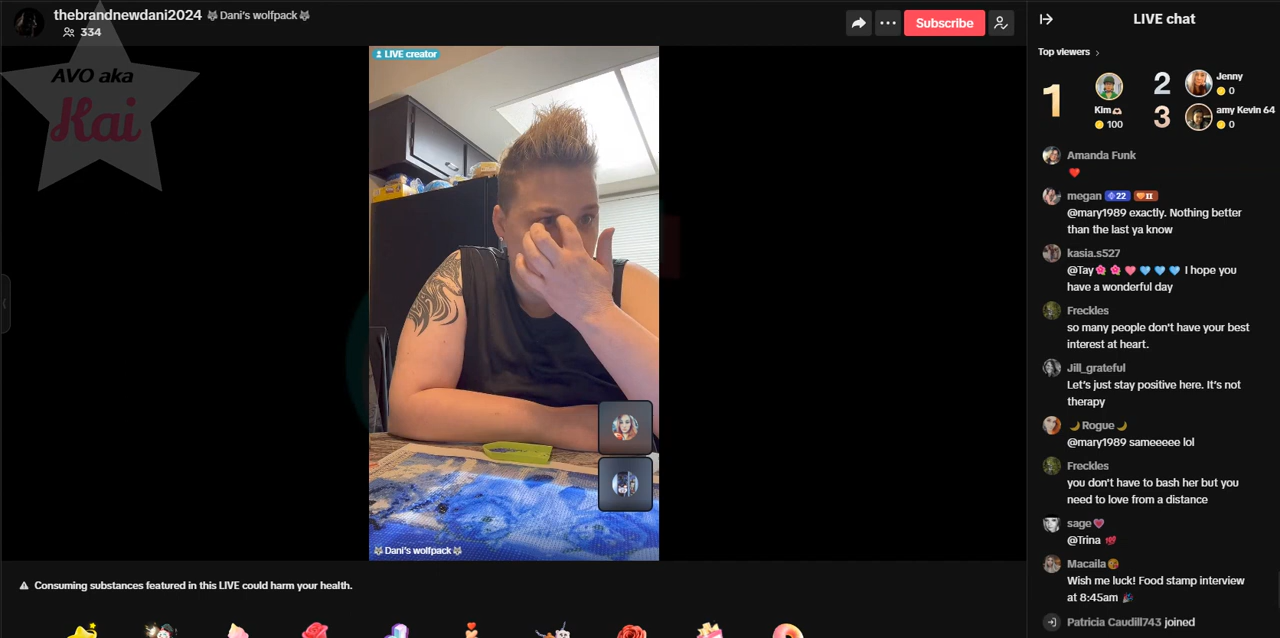 thebrandnewdani2024 🐺Dani's wolfpack🐺
334
Subscribe
AVO aka
Kai
LIVE creator
🐺Dani's wolfpack🐺
Consuming substances featured in this LIVE could harm your health.
LIVE chat
Top viewers
1
Kim🫶🏻
100
2
Jenny
0
3
amy Kevin 64
0
Amanda Funk
❤️
megan 22 II
@mary1989 exactly. Nothing better
than the last ya know
kasia.s527
@Tay🌺🌺❤️🩵🩵🩵 I hope you
have a wonderful day
Freckles
so many people don't have your best
interest at heart.
Jill_grateful
Let's just stay positive here. It's not
therapy
🌙Rogue🌙
@mary1989 sameeeee lol
Freckles
you don't have to bash her but you
need to love from a distance
sage💗
@Trina 💖
Macaila🍪
Wish me luck! Food stamp interview
at 8:45am 🎉
Patricia Caudill743 joined